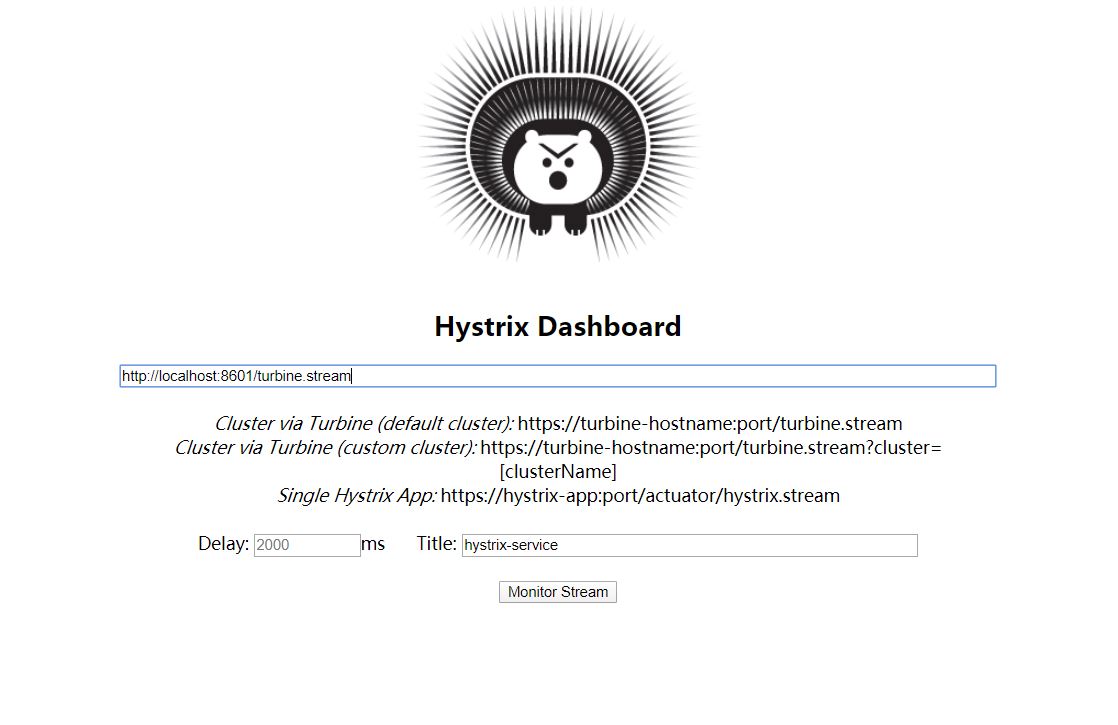 Hystrix Dashboard
http://localhost:8601/turbine.stream
Cluster via Turbine (default cluster): https://turbine-hostname:port/turbine.stream
Cluster via Turbine (custom cluster): https://turbine-hostname:port/turbine.stream?cluster=
[clusterName]
Single Hystrix App: https://hystrix-app:port/actuator/hystrix.stream
Delay: 2000 ms Title: hystrix-service
Monitor Stream